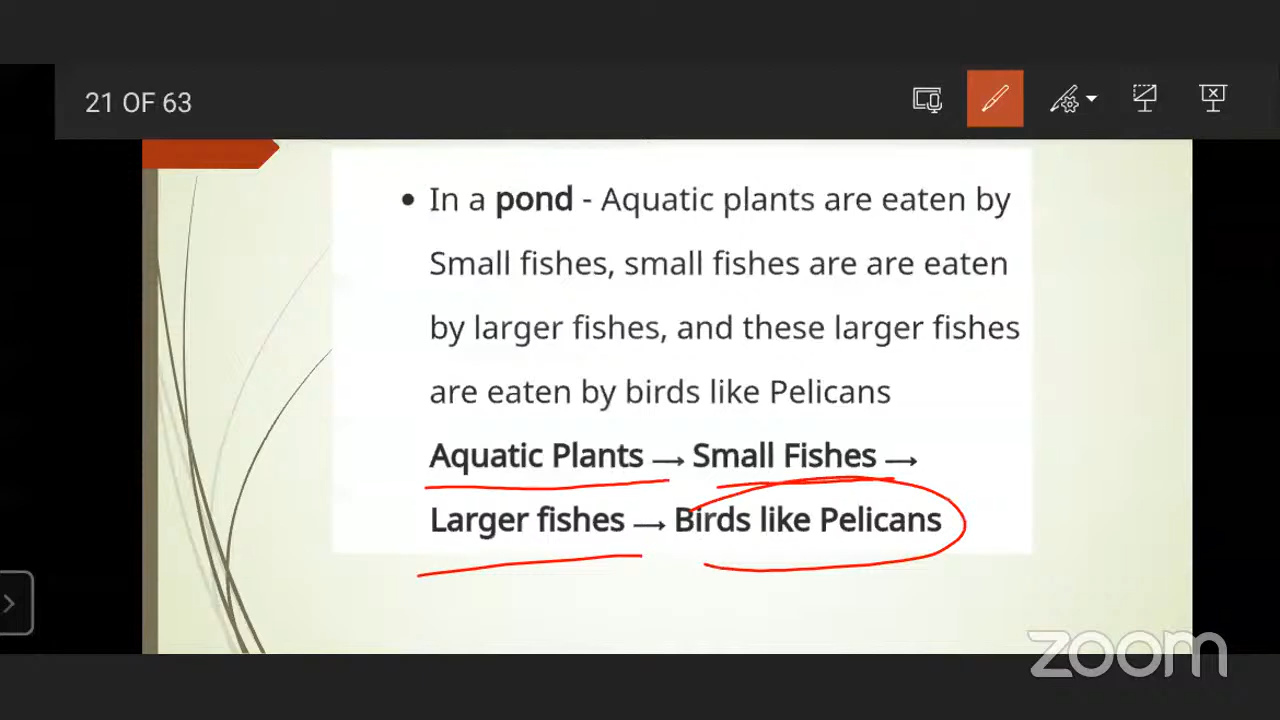 21 OF 63
• In a pond - Aquatic plants are eaten by
Small fishes, small fishes are are eaten
by larger fishes, and these larger fishes
are eaten by birds like Pelicans
Aquatic Plants → Small Fishes →
Larger fishes → Birds like Pelicans
zoom